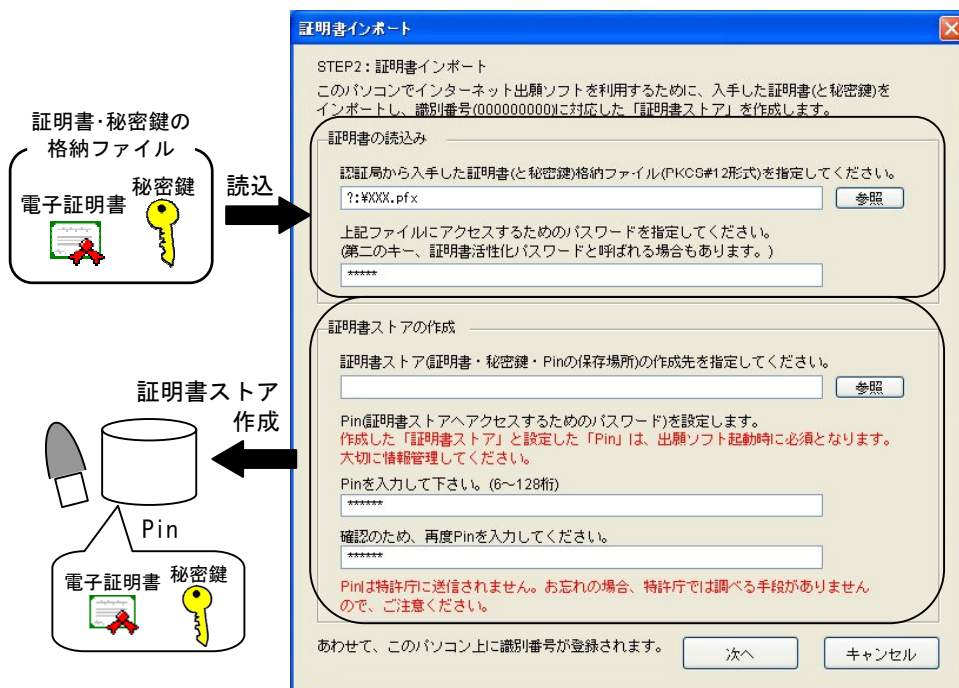 証明書・秘密鍵の
格納ファイル
電子証明書
秘密鍵
読込
証明書ストア
作成
Pin
電子証明書
秘密鍵
証明書インポート
STEP2:証明書インポート
このパソコンでインターネット出願ソフトを利用するために、入手した証明書(と秘密鍵)を
インポートし、識別番号(000000000)に対応した「証明書ストア」を作成します。
証明書の読込み
認証局から入手した証明書(と秘密鍵)格納ファイル(PKCS#12形式)を指定してください。
?:¥XXX.pfx
参照
上記ファイルにアクセスするためのパスワードを指定してください。
(第二のキー、証明書活性化パスワードと呼ばれる場合もあります。)
*****
証明書ストアの作成
証明書ストア(証明書・秘密鍵・Pinの保存場所)の作成先を指定してください。
参照
Pin(証明書ストアへアクセスするためのパスワード)を設定します。
作成した「証明書ストア」と設定した「Pin」は、出願ソフト起動時に必須となります。
大切に情報管理してください。
Pinを入力して下さい。(6~128桁)
******
確認のため、再度Pinを入力してください。
******
Pinは特許庁に送信されません。お忘れの場合、特許庁では調べる手段がありません
ので、ご注意ください。
あわせて、このパソコン上に識別番号が登録されます。
次へ
キャンセル